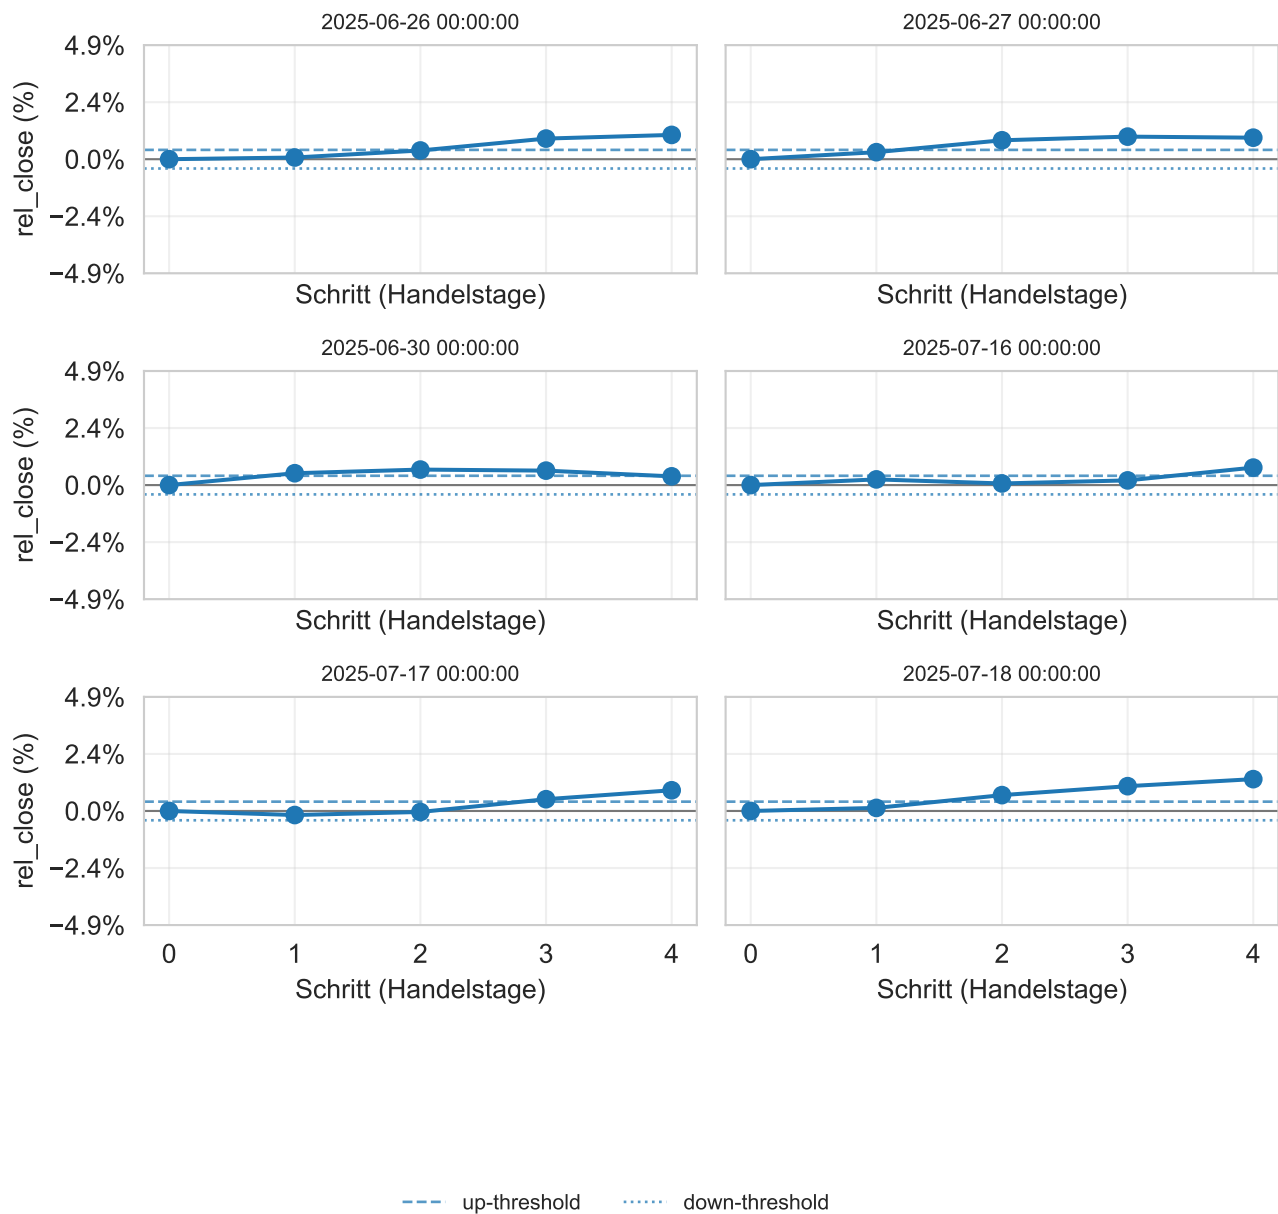 2025-06-26 00:00:00
2025-06-27 00:00:00
4.9%
2.4%
0.0%
−2.4%
−4.9%
rel_close (%)
Schritt (Handelstage)
Schritt (Handelstage)
2025-06-30 00:00:00
2025-07-16 00:00:00
4.9%
2.4%
0.0%
−2.4%
−4.9%
rel_close (%)
Schritt (Handelstage)
Schritt (Handelstage)
2025-07-17 00:00:00
2025-07-18 00:00:00
4.9%
2.4%
0.0%
−2.4%
−4.9%
rel_close (%)
0 1 2 3 4
0 1 2 3 4
Schritt (Handelstage)
Schritt (Handelstage)
up-threshold
down-threshold